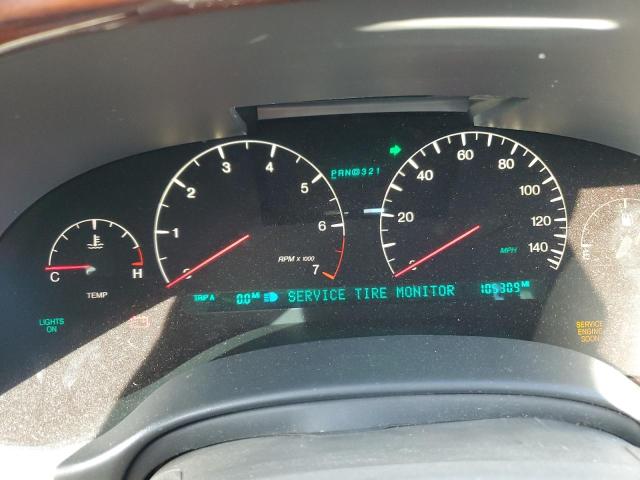 PRN@321
1 2 3 4 5 6 7
RPM X 1000
20 40 60 80 100 120 140
MPH
C H
TEMP
E
TRIP A 0.0 MI SERVICE TIRE MONITOR 105309 MI
LIGHTS
ON
SERVICE
ENGINE
SOON